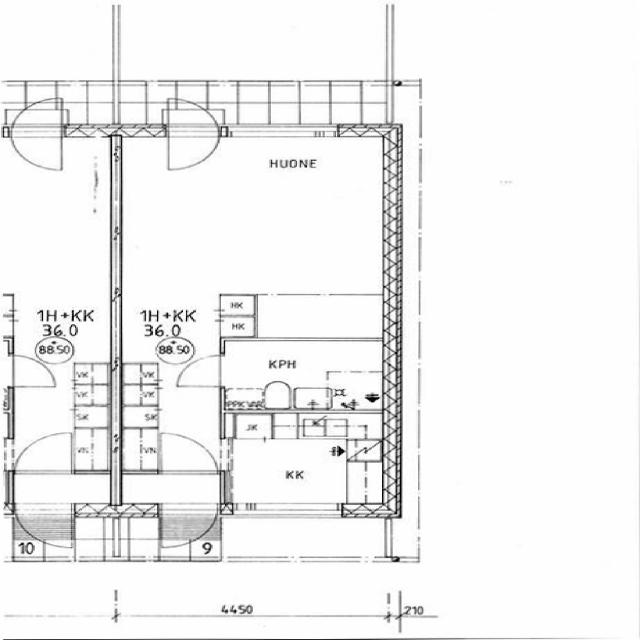 HUONE
HK
HK
1H+KK
36.0
88.50
1H+KK
36.0
88.50
KPH
VK
VK
VK
VK
SK
SK
PPK VAR.
JK
VN
VN
KK
10
9
4450
210